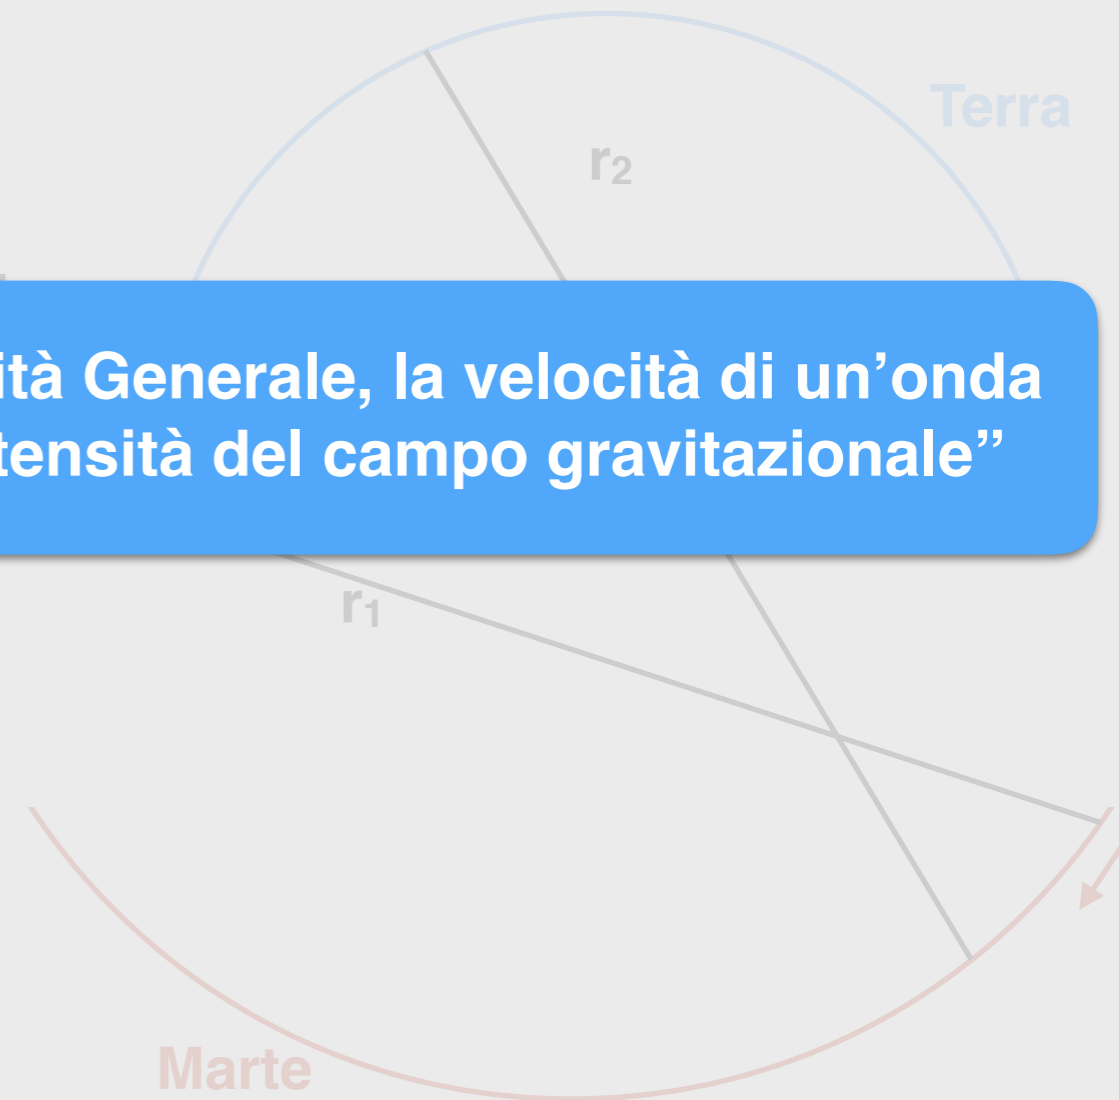 Terra
r₂
ità Generale, la velocità di un’onda
tensità del campo gravitazionale”
r₁
Marte